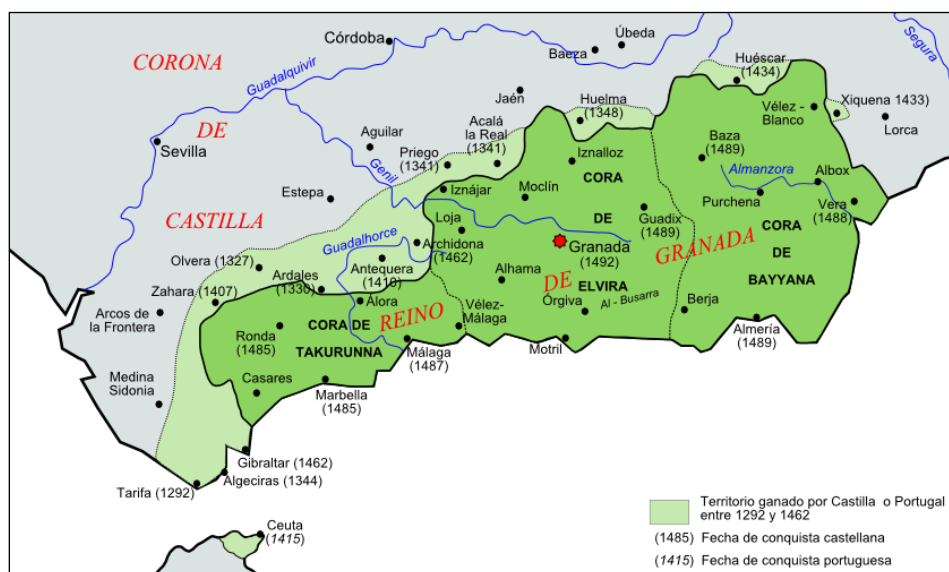 CORONA
DE
CASTILLA
REINO
DE
GRANADA
Córdoba
Baeza
Úbeda
Segura
Guadalquivir
Jaén
Huelma
(1348)
Huéscar
(1434)
Vélez -
Blanco
Xiquena 1433)
Lorca
Sevilla
Aguilar
Acalá
la Real
(1341)
Priego
(1341)
Genil
Estepa
Iznájar
Moclín
Iznalloz
CORA
DE
ELVIRA
Baza
(1489)
Almanzora
Albox
Purchena
Vera
(1488)
Guadix
(1489)
CORA
DE
BAYYANA
Loja
Archidona
(1462)
Granada
(1492)
Guadalhorce
Olvera (1327)
Antequera
(1410)
Ardales
(1330)
Zahara (1407)
Alhama
Órgiva
Al - Busarra
Berja
Almería
(1489)
Arcos de
la Frontera
Álora
Vélez-
Málaga
Ronda
(1485)
CORA DE
TAKURUNNA
Málaga
(1487)
Motril
Medina
Sidonia
Casares
Marbella
(1485)
Gibraltar (1462)
Algeciras (1344)
Tarifa (1292)
Ceuta
(1415)
Territorio ganado por Castilla o Portugal
entre 1292 y 1462
(1485) Fecha de conquista castellana
(1415) Fecha de conquista portuguesa